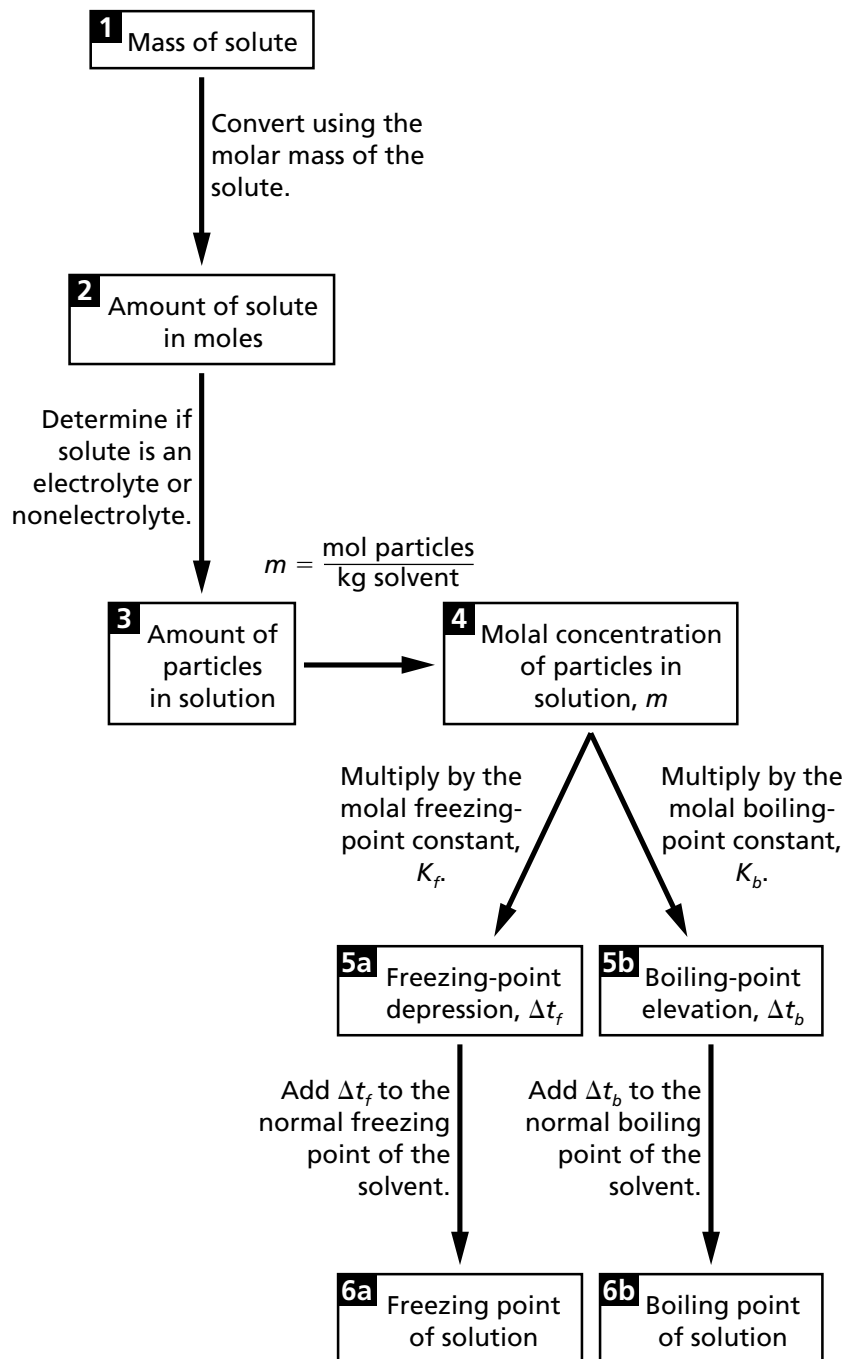 1
Mass of solute
Convert using the
molar mass of the
solute.
2
Amount of solute
in moles
Determine if
solute is an
electrolyte or
nonelectrolyte.
m = mol particles
kg solvent
3
Amount of
particles
in solution
4
Molal concentration
of particles in
solution, m
Multiply by the
molal freezing-
point constant,
Kf.
Multiply by the
molal boiling-
point constant,
Kb.
5a
Freezing-point
depression, Δtf
5b
Boiling-point
elevation, Δtb
Add Δtf to the
normal freezing
point of the
solvent.
Add Δtb to the
normal boiling
point of the
solvent.
6a
Freezing point
of solution
6b
Boiling point
of solution